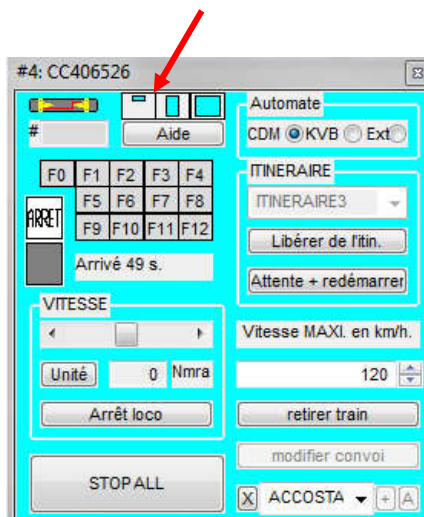 #4: CC406526
Automate
# Aide CDM KVB Ext
F0 F1 F2 F3 F4 ITINERAIRE
F5 F6 F7 F8 ITINERAIRE3
ARRET F9 F10 F11 F12
Libérer de l'itin.
Arrivé 49 s. Attente + redémarrer
VITESSE
Vitesse MAXI. en km/h.
Unité 0 Nmra 120
Arrêt loco retirer train
modifier convoi
STOP ALL
X ACCOSTA + A